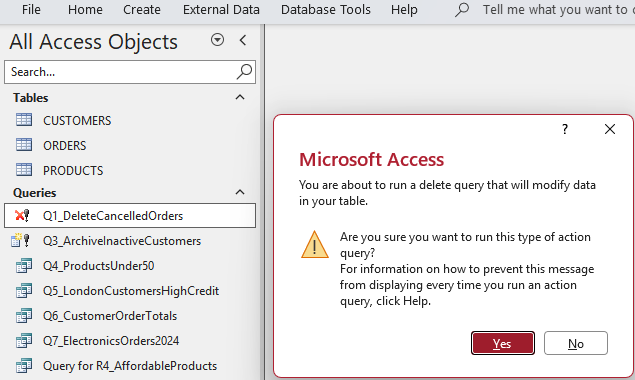 File Home Create External Data Database Tools Help Tell me what you want to
All Access Objects
Search...
Tables
CUSTOMERS
ORDERS
PRODUCTS
Queries
Q1_DeleteCancelledOrders
Q3_ArchiveInactiveCustomers
Q4_ProductsUnder50
Q5_LondonCustomersHighCredit
Q6_CustomerOrderTotals
Q7_ElectronicsOrders2024
Query for R4_AffordableProducts
?
Microsoft Access
You are about to run a delete query that will modify data
in your table.
Are you sure you want to run this type of action
query?
For information on how to prevent this message
from displaying every time you run an action
query, click Help.
Yes No